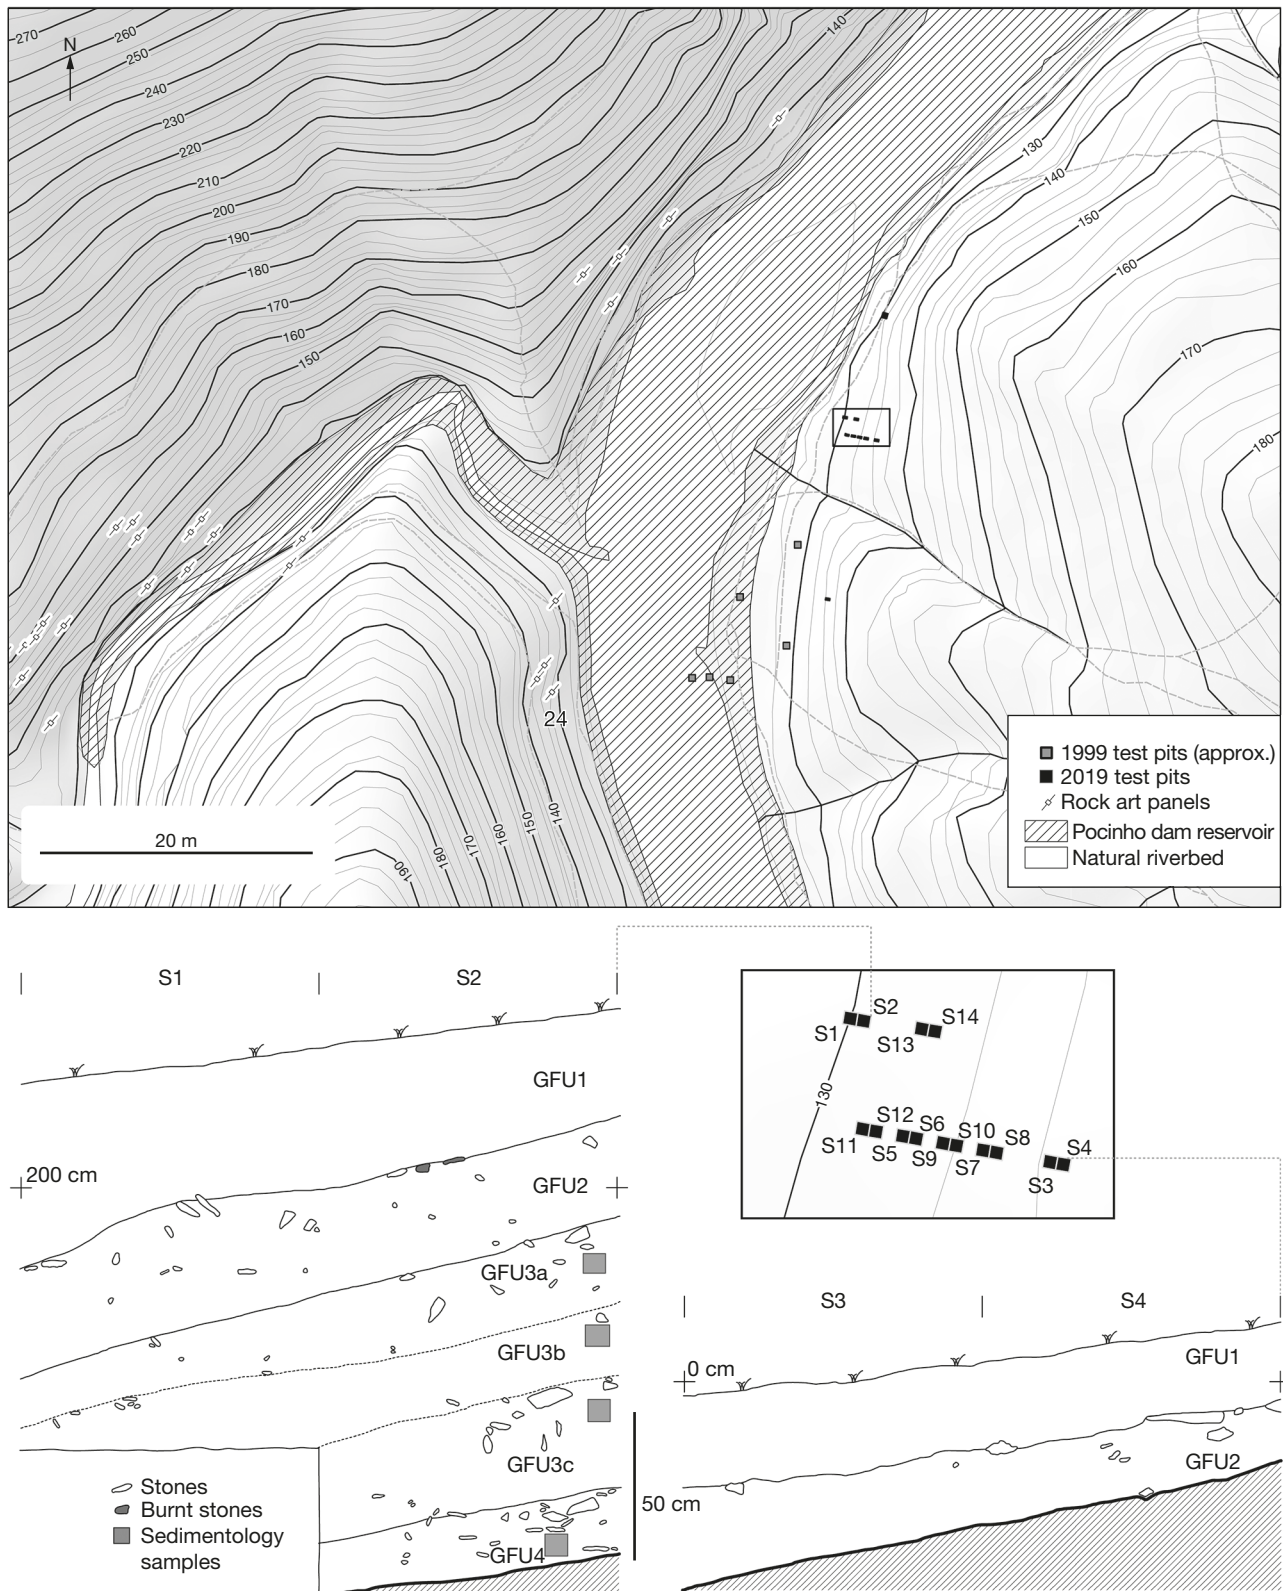 270
260
250
240
230
220
210
200
190
180
170
160
150
N
140
130
140
150
160
170
180
24
140
150
160
170
180
190
20 m
1999 test pits (approx.)
2019 test pits
Rock art panels
Pocinho dam reservoir
Natural riverbed
S1
S2
GFU1
200 cm
GFU2
GFU3a
GFU3b
GFU3c
GFU4
Stones
Burnt stones
Sedimentology
samples
50 cm
S2
S14
S1
S13
130
S12
S6
S10
S8
S4
S11
S5
S9
S7
S3
S3
S4
0 cm
GFU1
GFU2